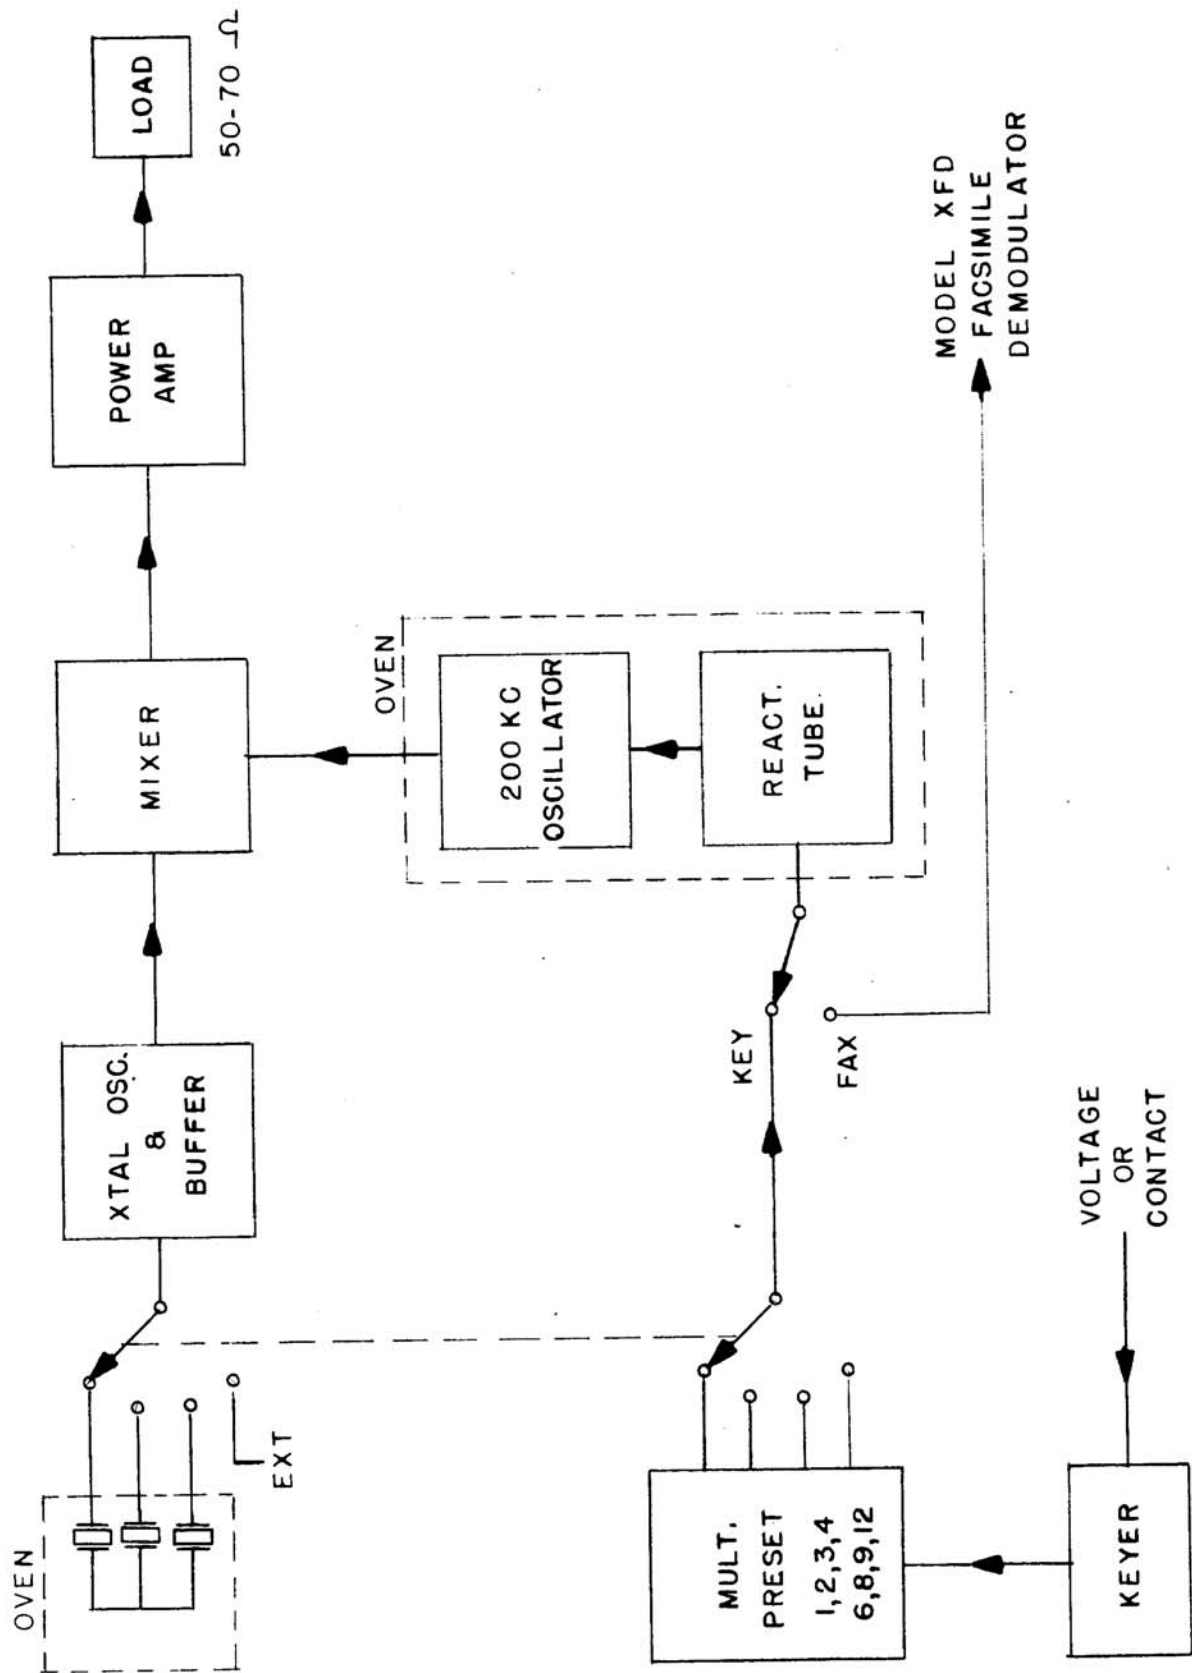 OVEN
EXT
XTAL OSC.
&
BUFFER
MIXER
POWER
AMP
LOAD
50-70 Ω
OVEN
200 KC
OSCILLATOR
REACT.
TUBE.
KEY
FAX
MULT.
PRESET
1,2,3,4
6,8,9,12
KEYER
VOLTAGE
OR
CONTACT
MODEL XFD
FACSIMILE
DEMODULATOR